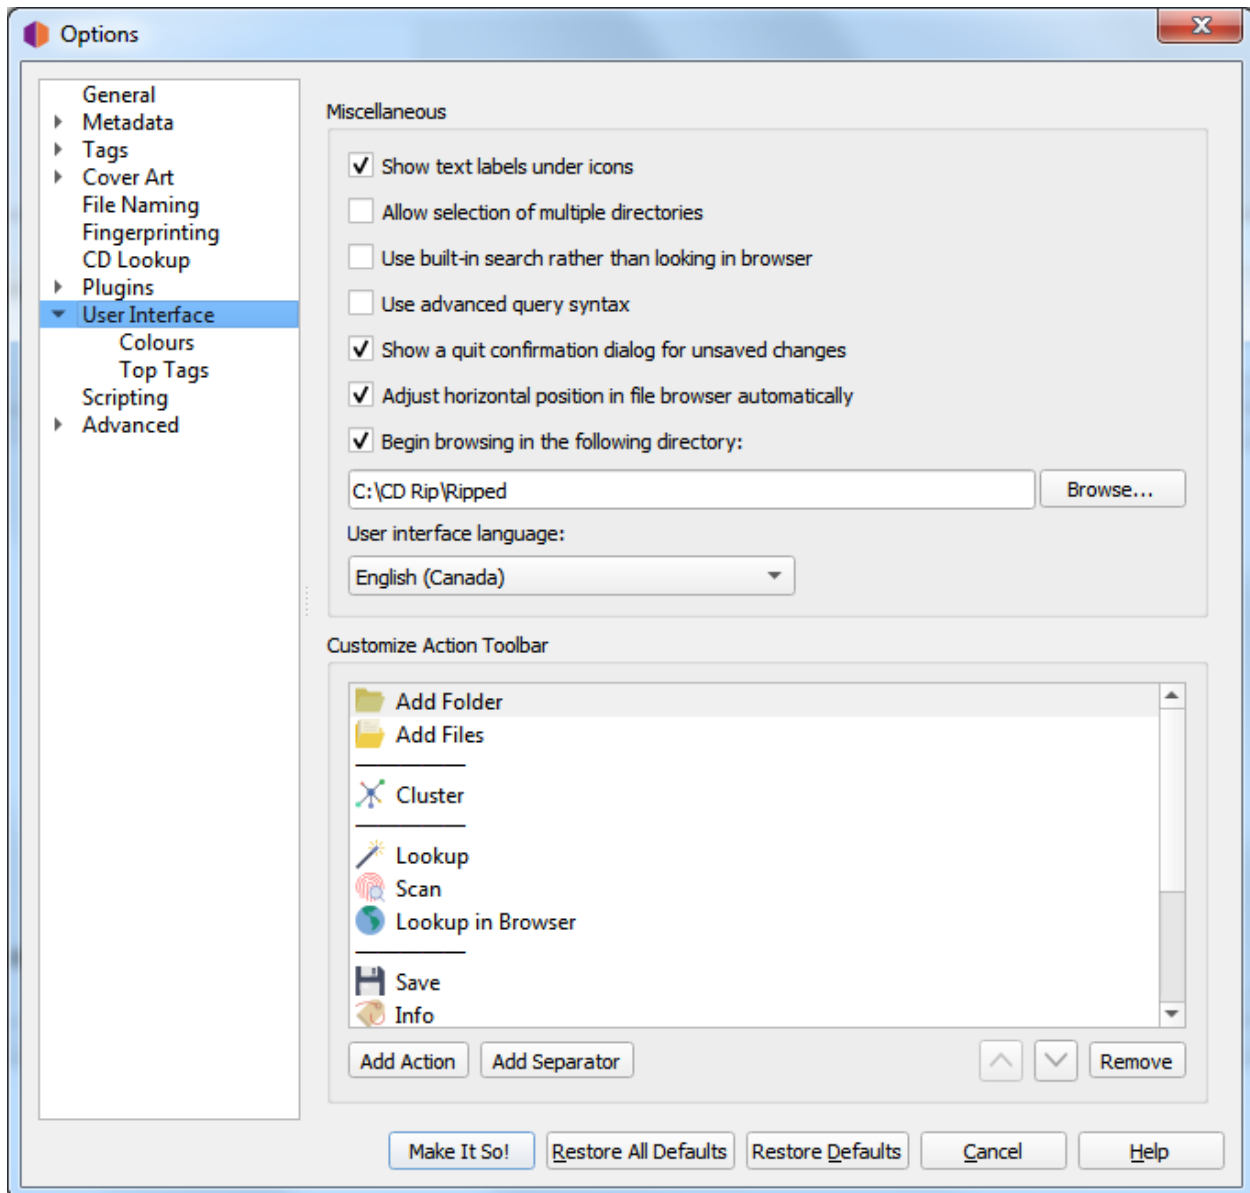 Options
General
Metadata
Tags
Cover Art
File Naming
Fingerprinting
CD Lookup
Plugins
User Interface
Colours
Top Tags
Scripting
Advanced
Miscellaneous
Show text labels under icons
Allow selection of multiple directories
Use built-in search rather than looking in browser
Use advanced query syntax
Show a quit confirmation dialog for unsaved changes
Adjust horizontal position in file browser automatically
Begin browsing in the following directory:
C:\CD Rip\Ripped
Browse...
User interface language:
English (Canada)
Customize Action Toolbar
Add Folder
Add Files
Cluster
Lookup
Scan
Lookup in Browser
Save
Info
Add Action
Add Separator
Remove
Make It So!
Restore All Defaults
Restore Defaults
Cancel
Help